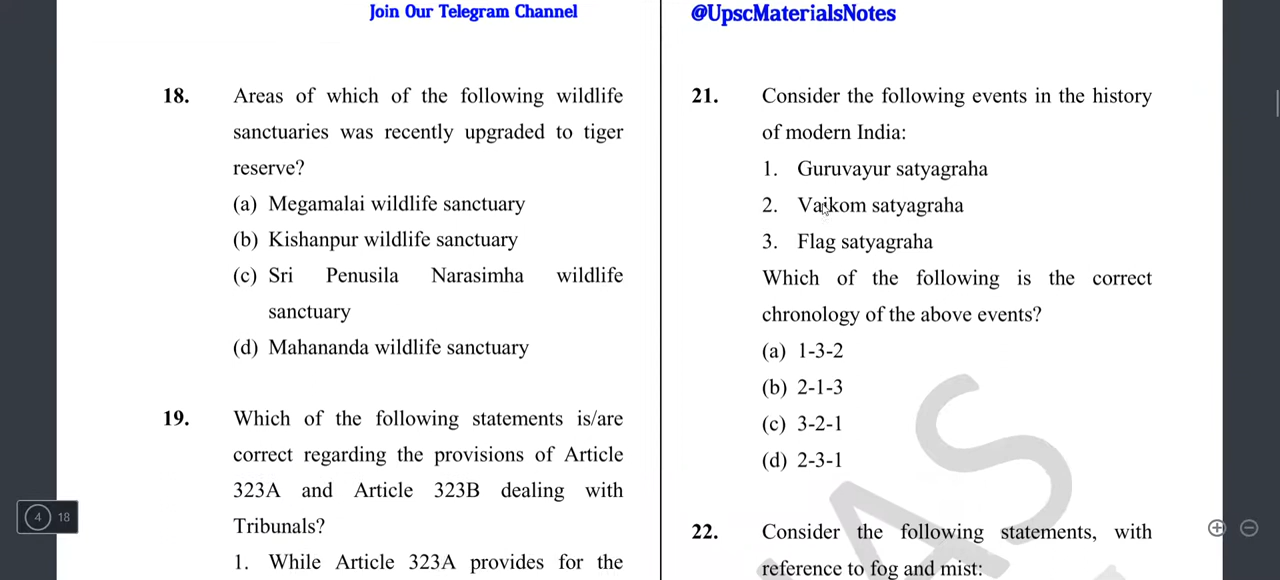 Join Our Telegram Channel
@UpscMaterialsNotes
18. Areas of which of the following wildlife
sanctuaries was recently upgraded to tiger
reserve?
(a) Megamalai wildlife sanctuary
(b) Kishanpur wildlife sanctuary
(c) Sri Penusila Narasimha wildlife
sanctuary
(d) Mahananda wildlife sanctuary
19. Which of the following statements is/are
correct regarding the provisions of Article
323A and Article 323B dealing with
Tribunals?
1. While Article 323A provides for the
21. Consider the following events in the history
of modern India:
1. Guruvayur satyagraha
2. Vaikom satyagraha
3. Flag satyagraha
Which of the following is the correct
chronology of the above events?
(a) 1-3-2
(b) 2-1-3
(c) 3-2-1
(d) 2-3-1
22. Consider the following statements, with
reference to fog and mist:
AS
4 18